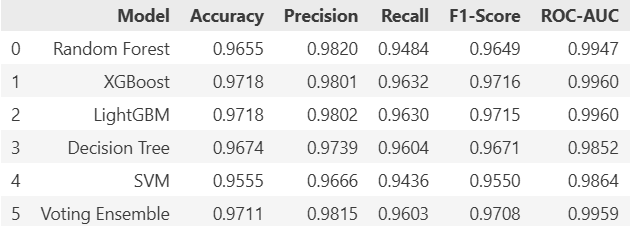 Model Accuracy Precision Recall F1-Score ROC-AUC
0 Random Forest 0.9655 0.9820 0.9484 0.9649 0.9947
1 XGBoost 0.9718 0.9801 0.9632 0.9716 0.9960
2 LightGBM 0.9718 0.9802 0.9630 0.9715 0.9960
3 Decision Tree 0.9674 0.9739 0.9604 0.9671 0.9852
4 SVM 0.9555 0.9666 0.9436 0.9550 0.9864
5 Voting Ensemble 0.9711 0.9815 0.9603 0.9708 0.9959